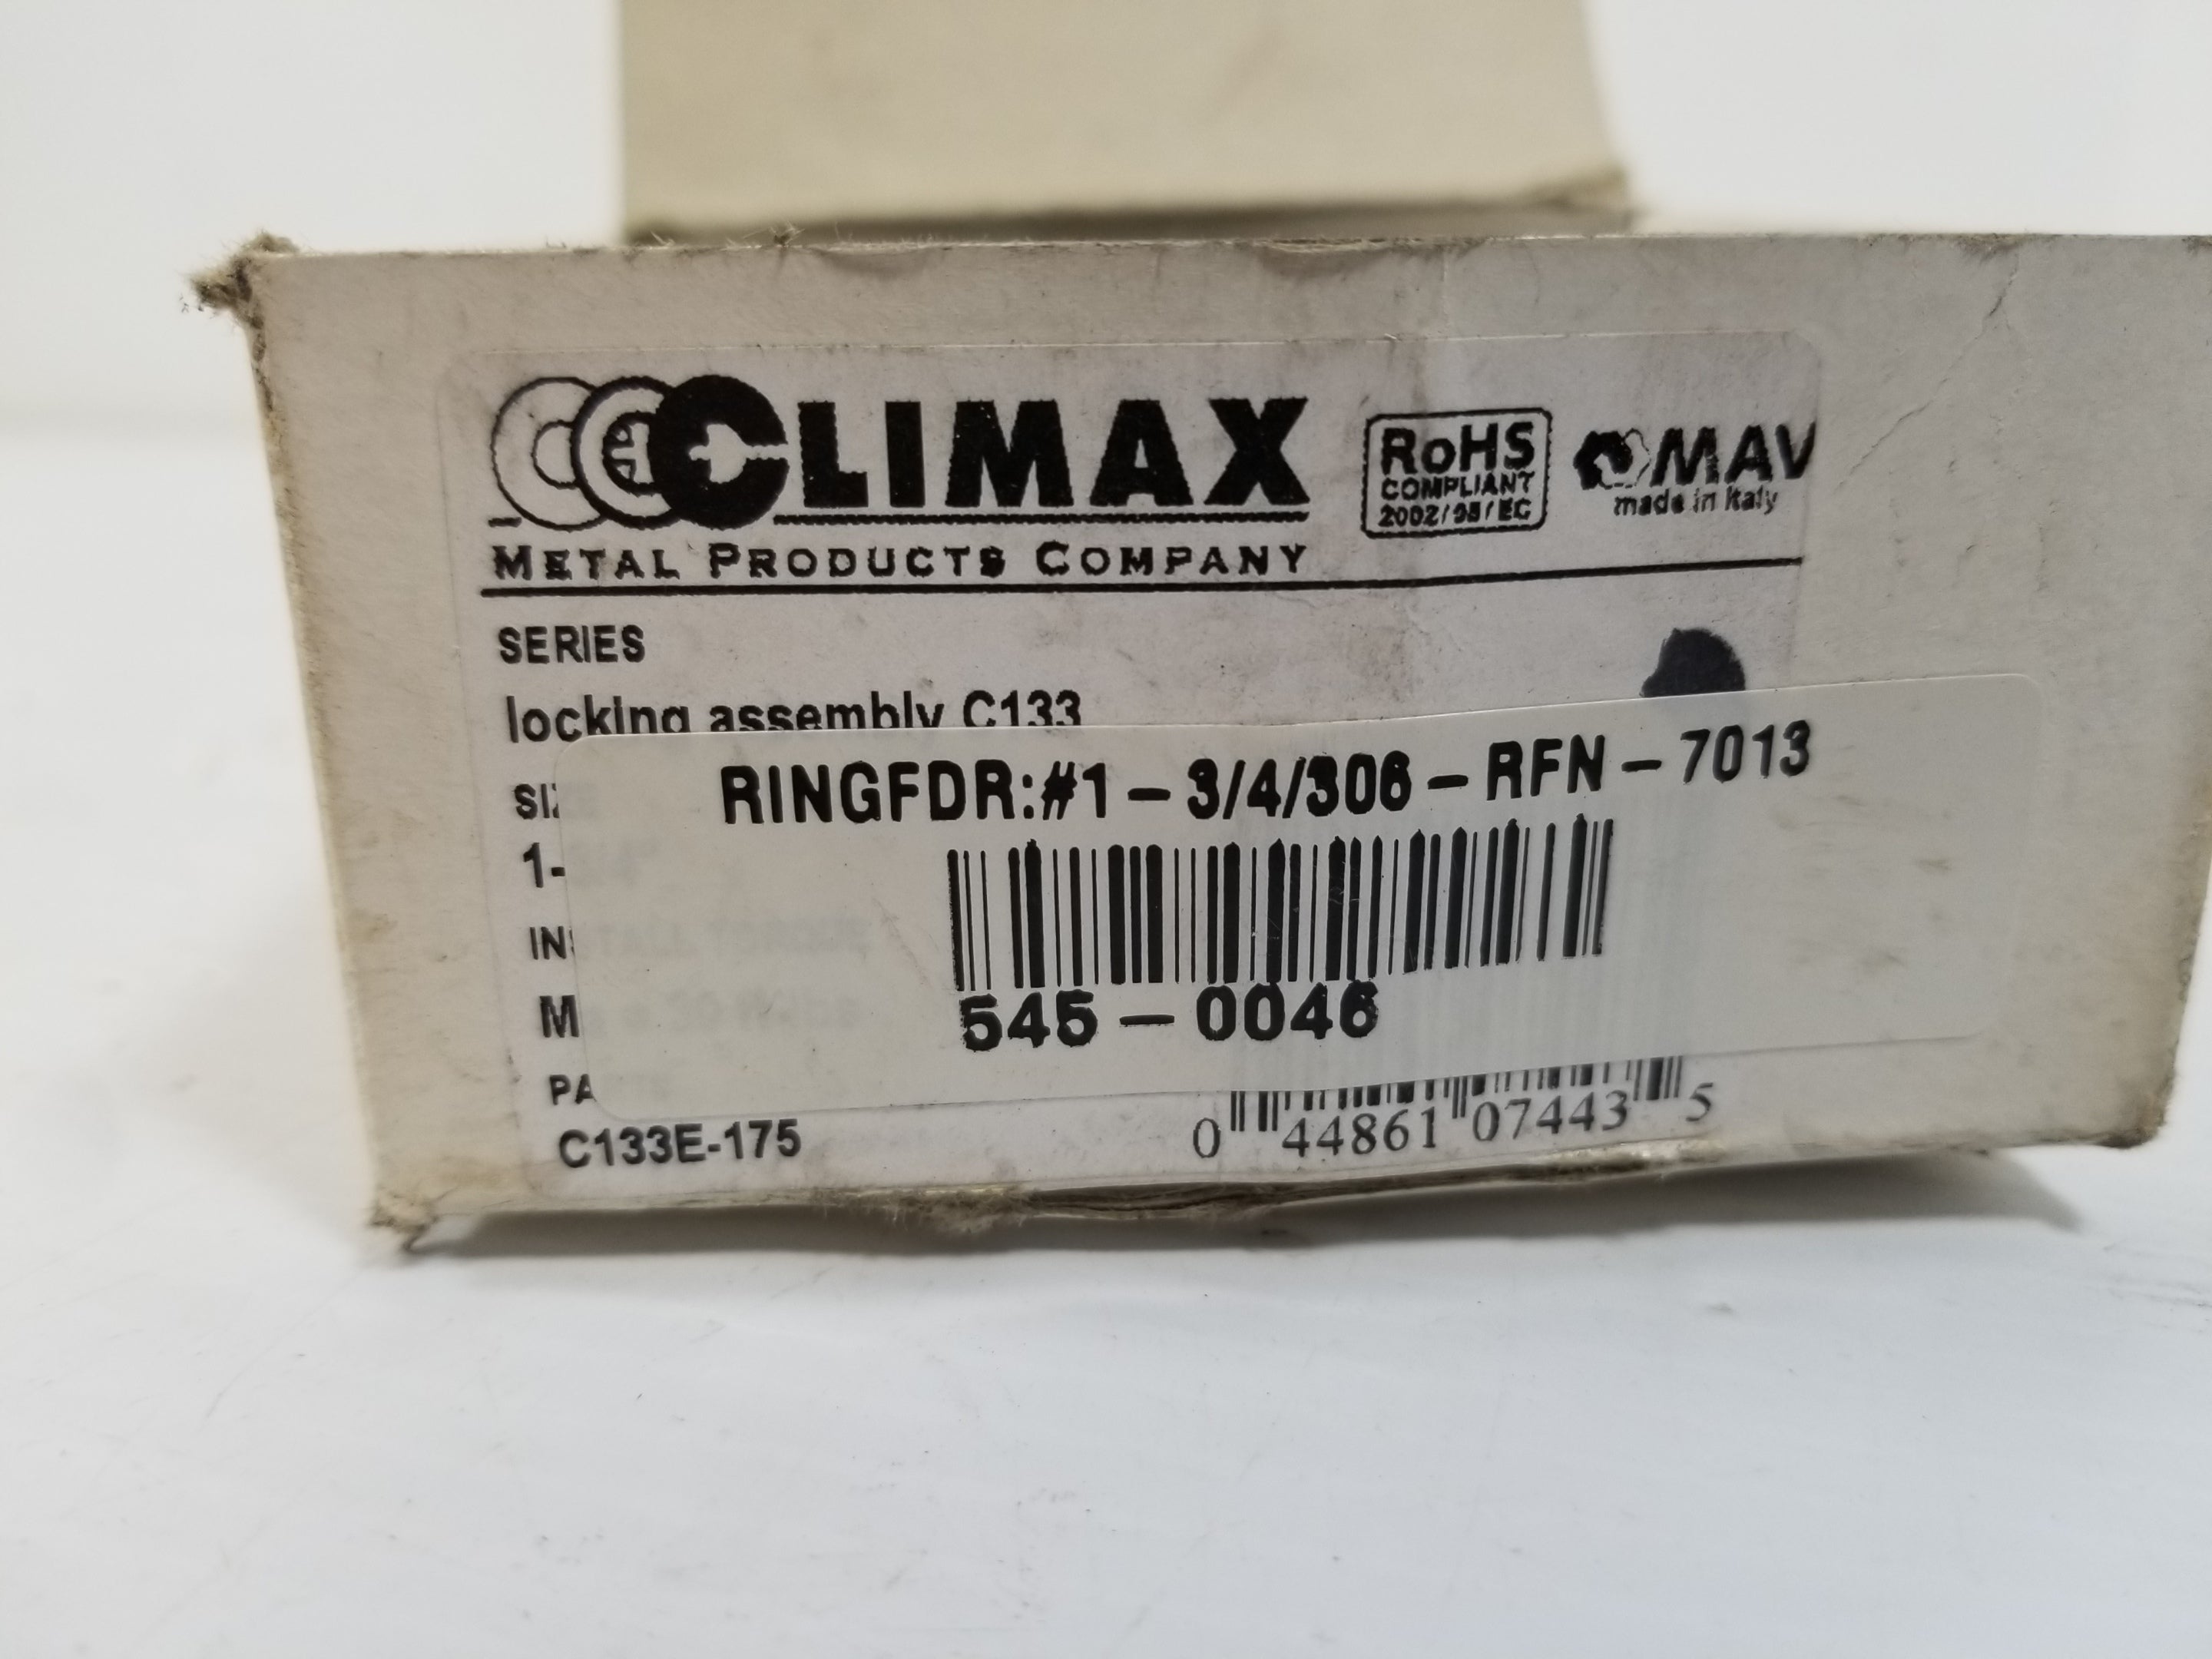 CLIMAX
METAL PRODUCTS COMPANY
RoHS
COMPLIANT
2002/95/EC
MAV
made in Italy
SERIES
locking assembly C133
RINGFDR:#1-3/4/306-RFN-7013
545-0046
C133E-175
0 44861 07443 5